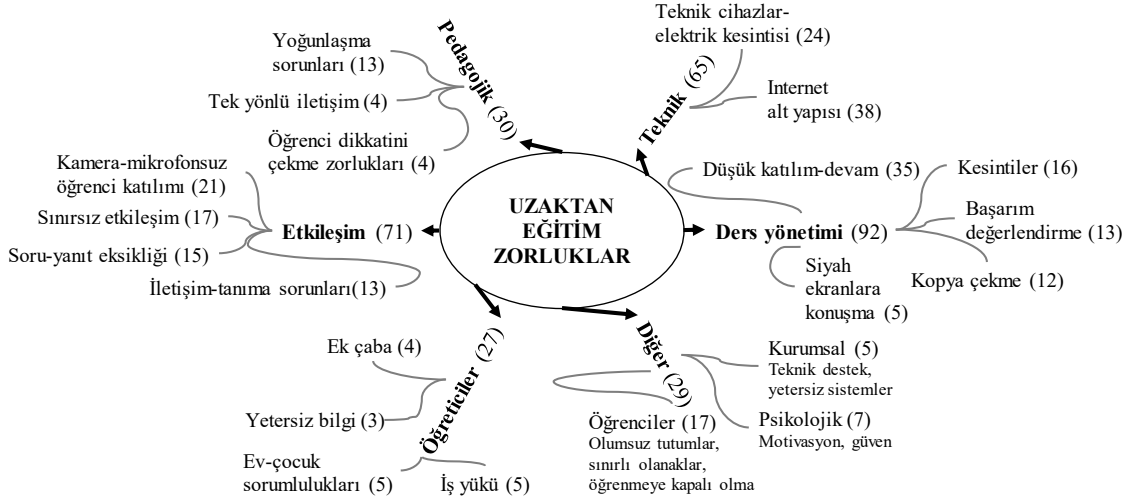 UZAKTAN
EĞİTİM
ZORLUKLAR
Pedagojik (30)
Yoğunlaşma
sorunları (13)
Tek yönlü iletişim (4)
Öğrenci dikkatini
çekme zorlukları (4)
Teknik (65)
Teknik cihazlar-
elektrik kesintisi (24)
Internet
alt yapısı (38)
Etkileşim (71)
Kamera-mikrofonsuz
öğrenci katılımı (21)
Sınırsız etkileşim (17)
Soru-yanıt eksikliği (15)
İletişim-tanıma sorunları(13)
Ders yönetimi (92)
Düşük katılım-devam (35)
Kesintiler (16)
Başarım
değerlendirme (13)
Kopya çekme (12)
Siyah
ekranlara
konuşma (5)
Öğreticiler (27)
Ek çaba (4)
Yetersiz bilgi (3)
Ev-çocuk
sorumlulukları (5)
İş yükü (5)
Diğer (29)
Kurumsal (5)
Teknik destek,
yetersiz sistemler
Psikolojik (7)
Motivasyon, güven
Öğrenciler (17)
Olumsuz tutumlar,
sınırlı olanaklar,
öğrenmeye kapalı olma